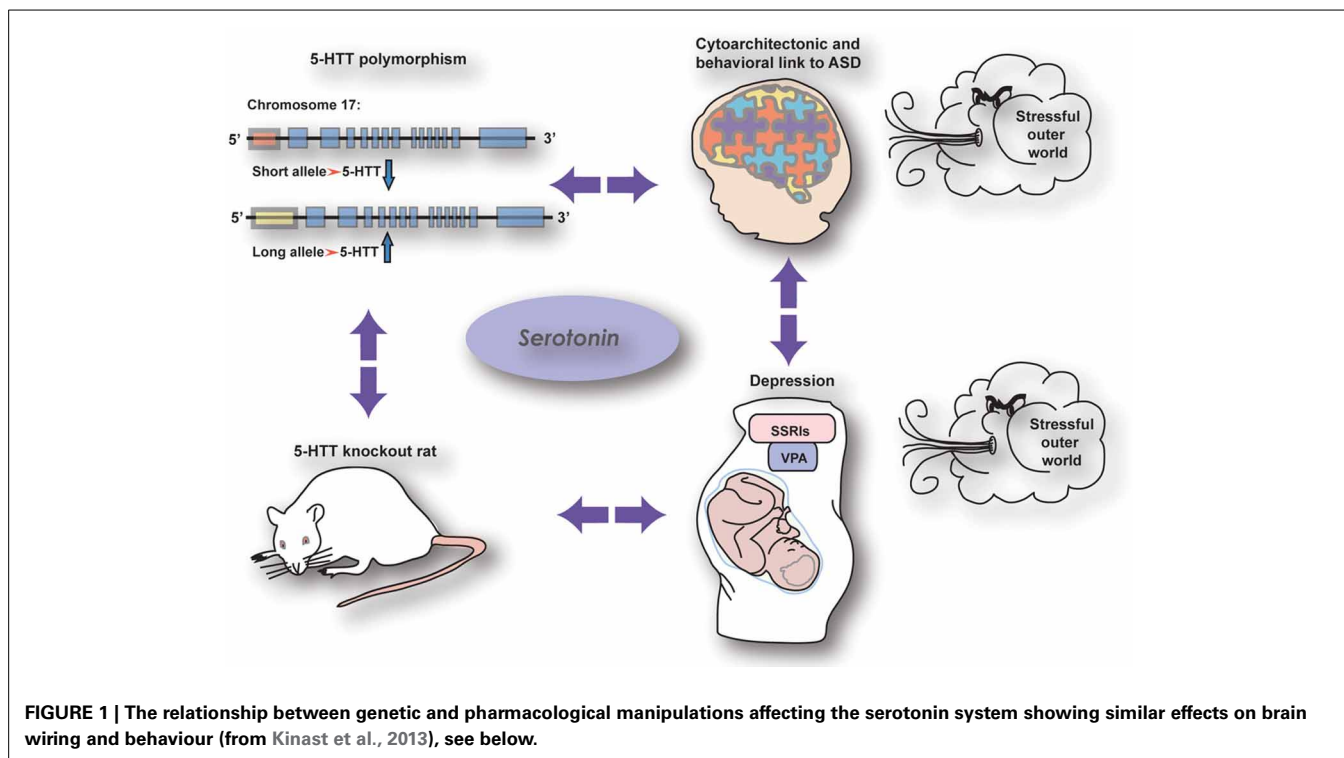 5-HTT polymorphism
Chromosome 17:
5’ 3’
Short allele➤5-HTT
5’ 3’
Long allele➤5-HTT
Cytoarchitectonic and
behavioral link to ASD
Stressful
outer
world
Serotonin
5-HTT knockout rat
Depression
SSRIs
VPA
Stressful
outer
world
FIGURE 1 | The relationship between genetic and pharmacological manipulations affecting the serotonin system showing similar effects on brain
wiring and behaviour (from Kinast et al., 2013), see below.